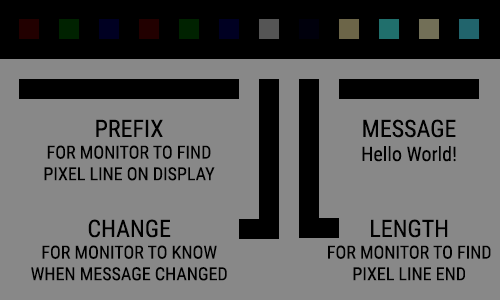 PREFIX
FOR MONITOR TO FIND
PIXEL LINE ON DISPLAY
MESSAGE
Hello World!
CHANGE
FOR MONITOR TO KNOW
WHEN MESSAGE CHANGED
LENGTH
FOR MONITOR TO FIND
PIXEL LINE END